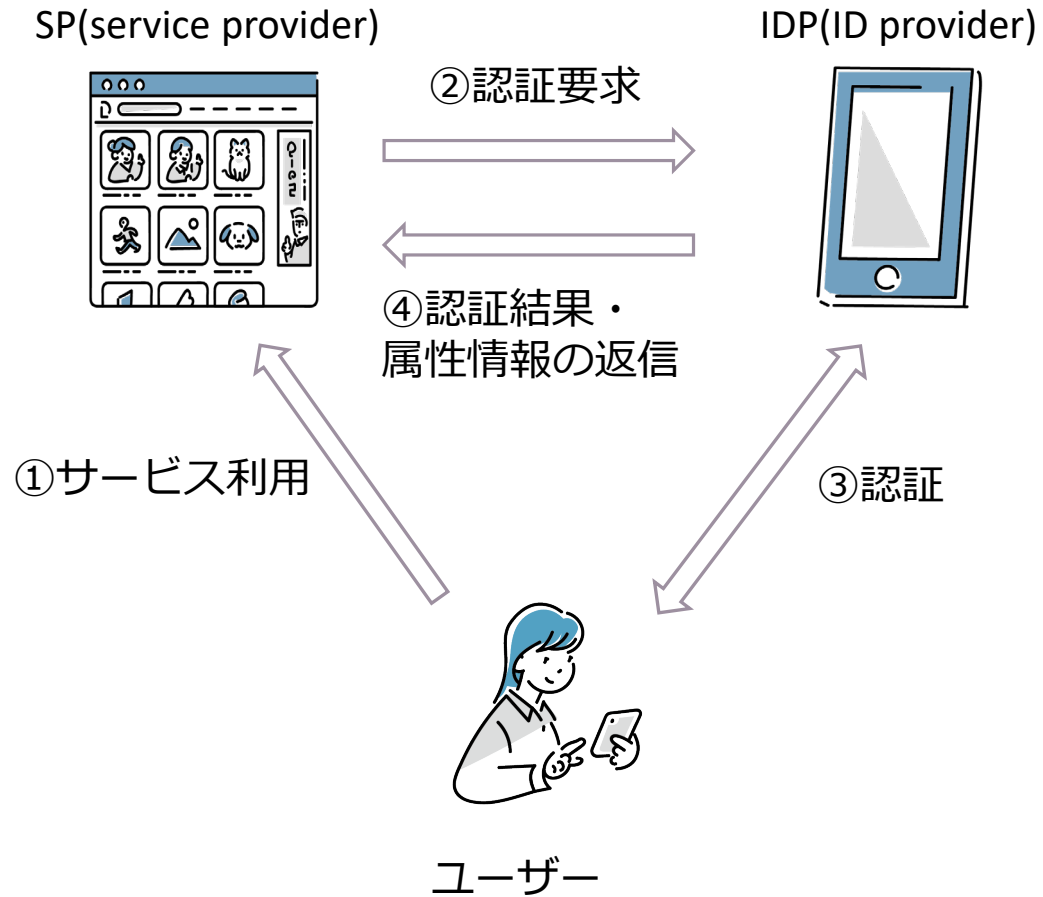 SP(service provider)
IDP(ID provider)
②認証要求
④認証結果・
属性情報の返信
①サービス利用
③認証
ユーザー